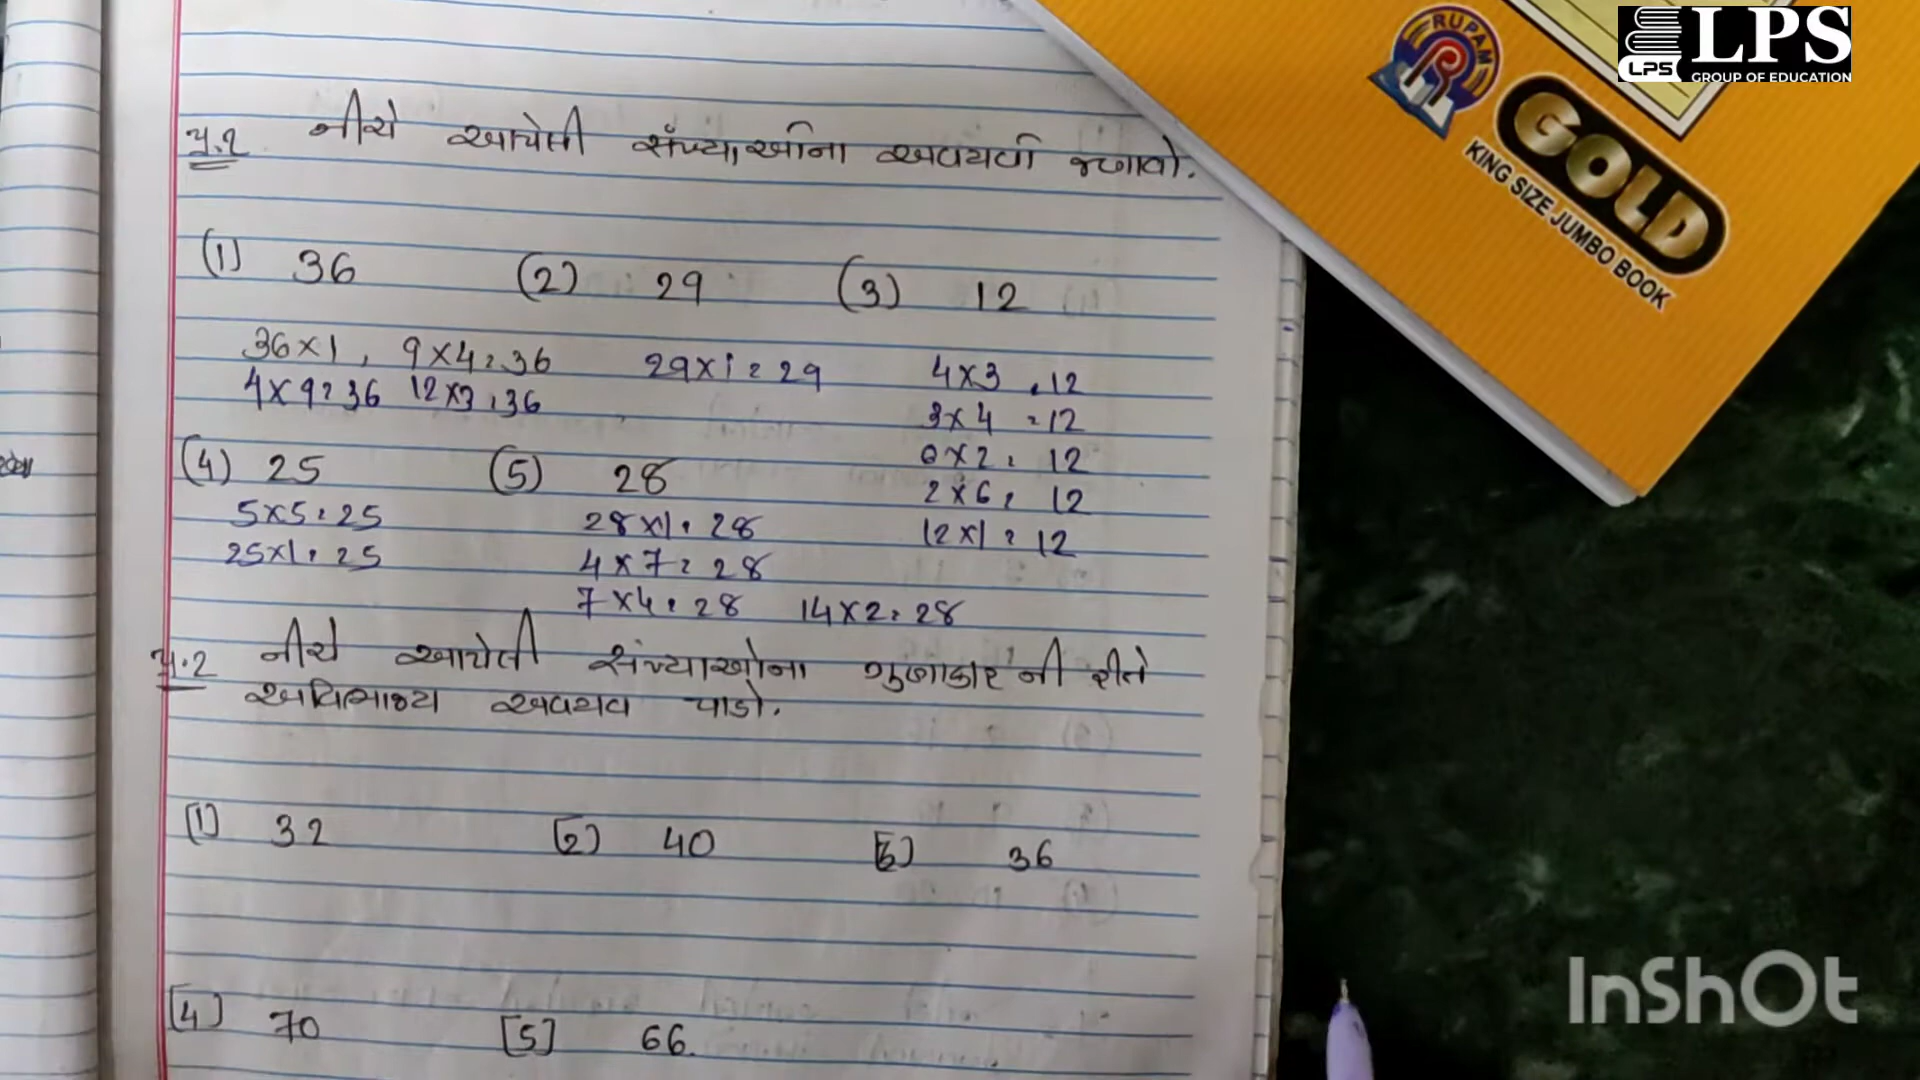 LPS
LPS
GROUP OF EDUCATION
RUPAM
GOLD
KING SIZE JUMBO BOOK
પ્ર.૧ નીચે આપેલી સંખ્યાઓના અવયવો જણાવો.
(1) 36 (2) 29 (3) 12
36×1, 9×4=36 29×1=29 4×3=12
4×9=36 12×3=36 3×4=12
6×2=12
(4) 25 (5) 28 2×6=12
5×5=25 28×1=28 12×1=12
25×1=25 4×7=28
7×4=28 14×2=28
પ્ર.2 નીચે આપેલી સંખ્યાઓના ગુણાકાર ની રીતે
અવિભાજ્ય અવયવ પાડો.
[1] 32 [2] 40 [3] 36
[4] 70 [5] 66.
InShOt